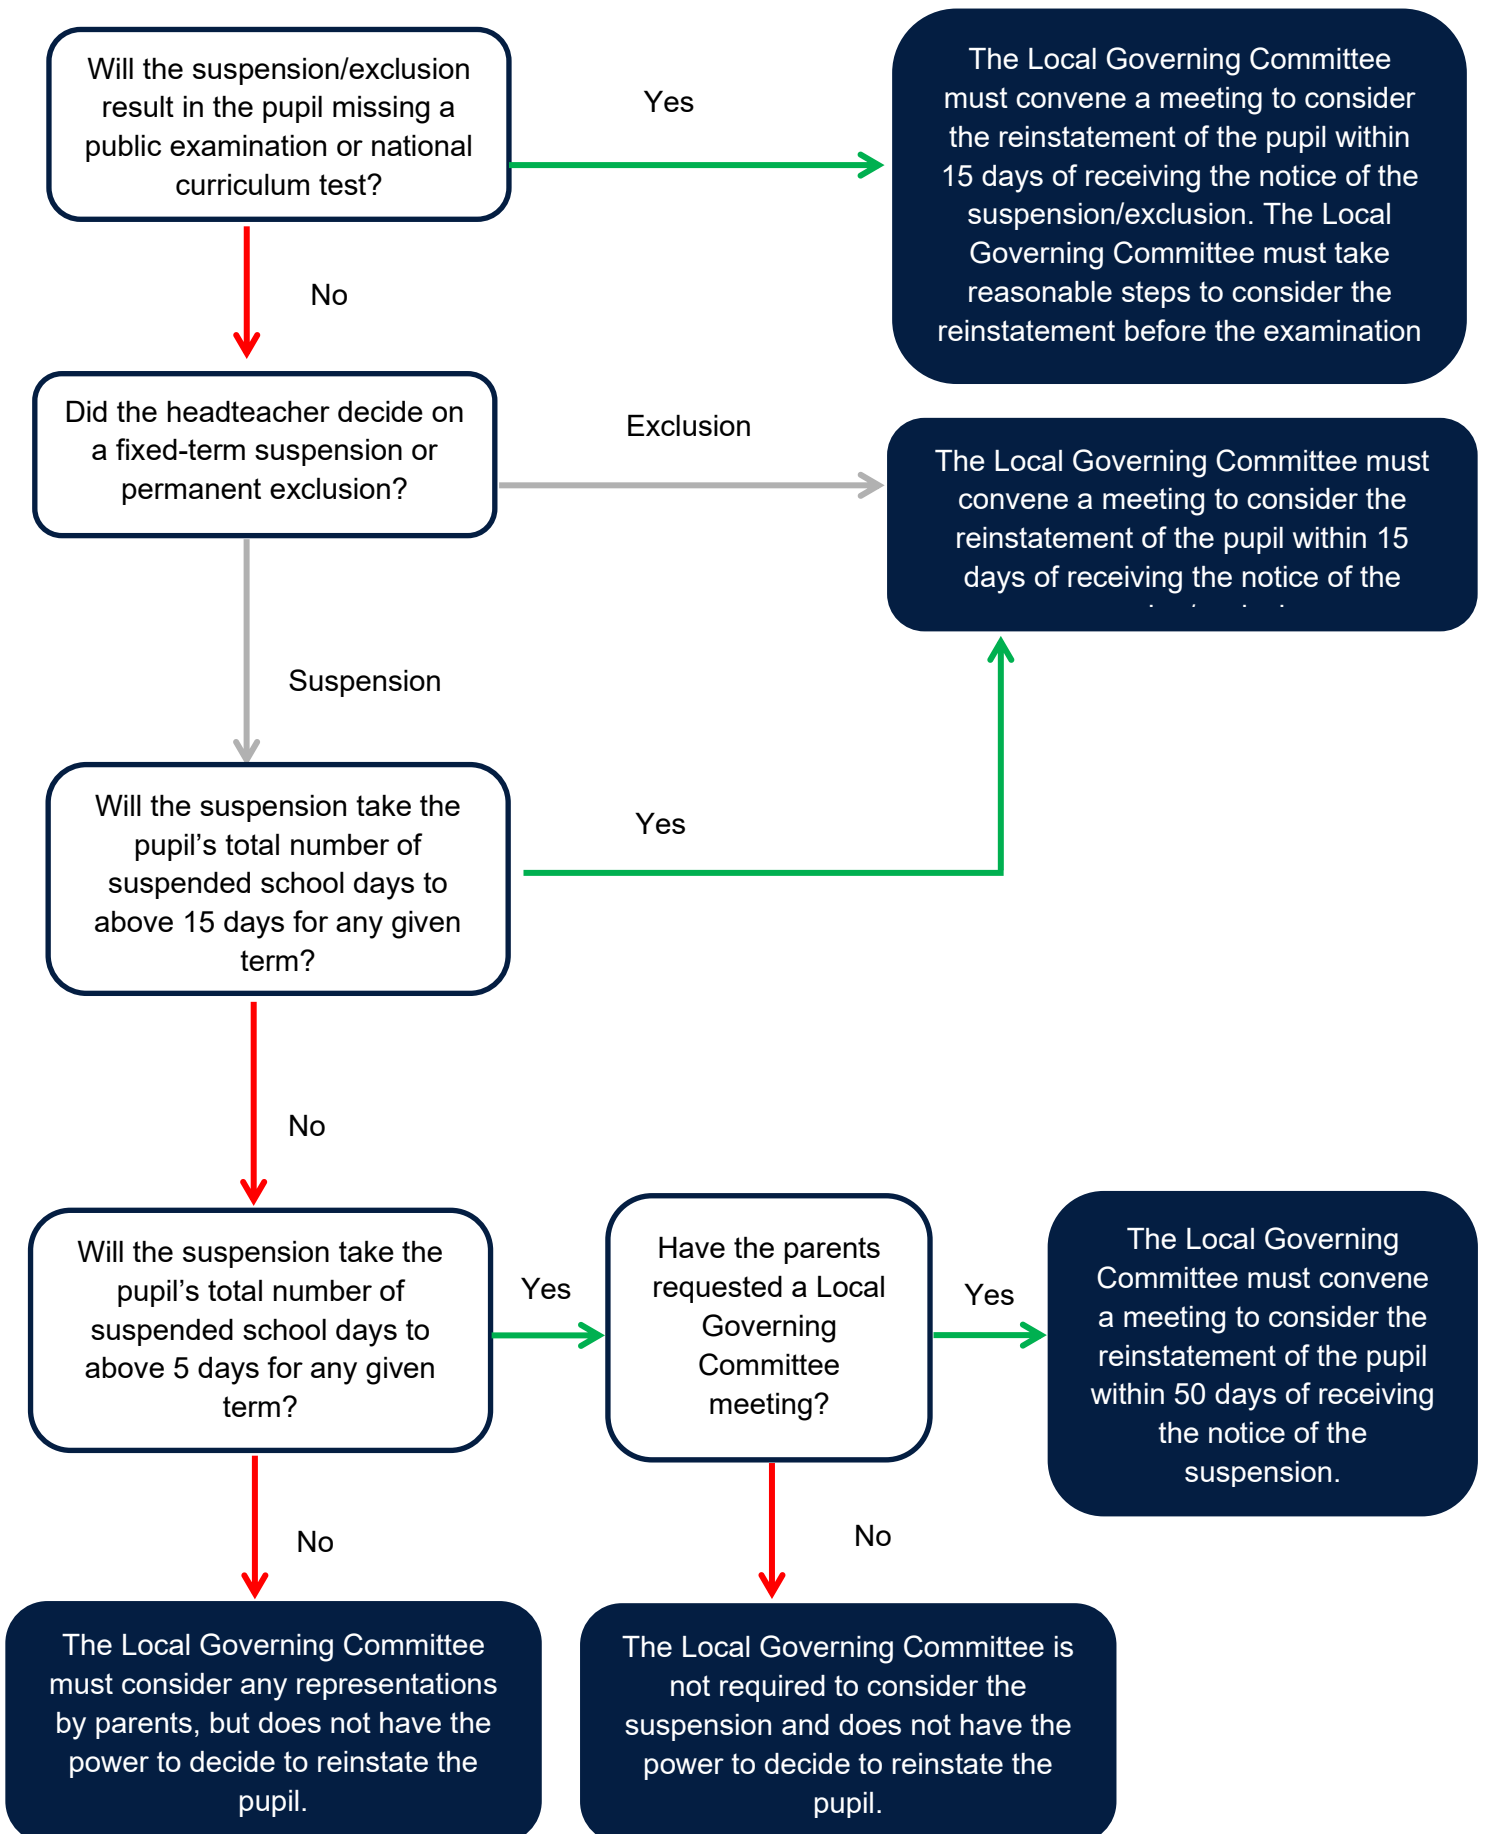 Will the suspension/exclusion
result in the pupil missing a
public examination or national
curriculum test?
Yes
The Local Governing Committee
must convene a meeting to consider
the reinstatement of the pupil within
15 days of receiving the notice of the
suspension/exclusion. The Local
Governing Committee must take
reasonable steps to consider the
reinstatement before the examination
No
Did the headteacher decide on
a fixed-term suspension or
permanent exclusion?
Exclusion
The Local Governing Committee must
convene a meeting to consider the
reinstatement of the pupil within 15
days of receiving the notice of the
Suspension
Will the suspension take the
pupil’s total number of
suspended school days to
above 15 days for any given
term?
Yes
No
Will the suspension take the
pupil’s total number of
suspended school days to
above 5 days for any given
term?
Yes
Have the parents
requested a Local
Governing
Committee
meeting?
Yes
The Local Governing
Committee must convene
a meeting to consider the
reinstatement of the pupil
within 50 days of receiving
the notice of the
suspension.
No
No
The Local Governing Committee
must consider any representations
by parents, but does not have the
power to decide to reinstate the
pupil.
The Local Governing Committee is
not required to consider the
suspension and does not have the
power to decide to reinstate the
pupil.